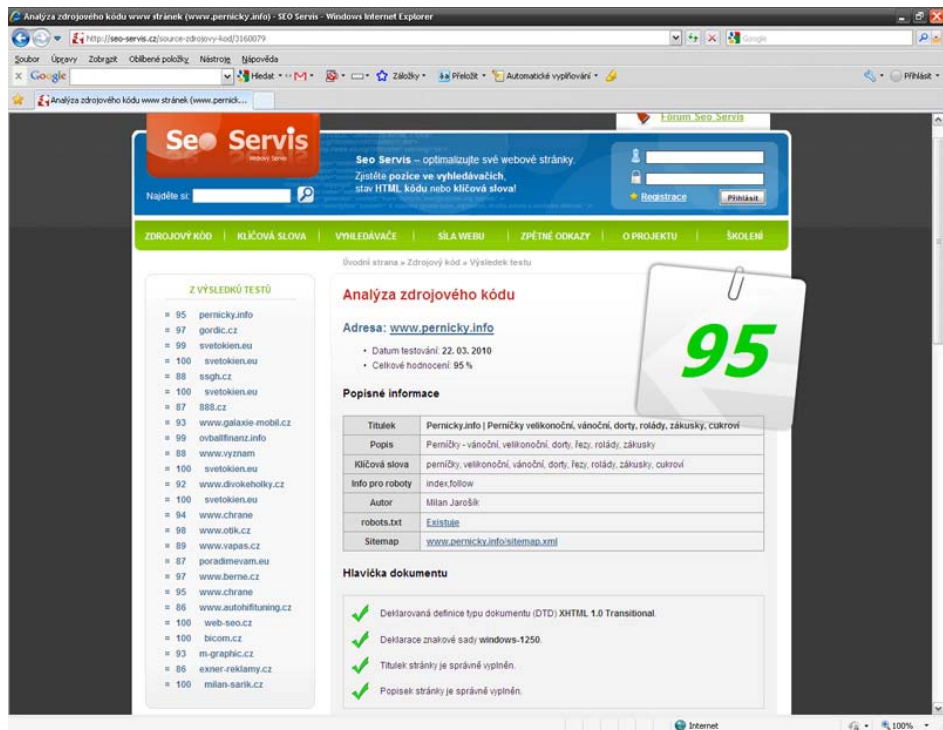 Analýza zdrojového kódu www stránek (www.pernicky.info) - SEO Servis - Windows Internet Explorer
http://seo-servis.cz/source-zdrojovy-kod/3160079
Google
Soubor Úpravy Zobrazit Oblíbené položky Nástroje Nápověda
Google Hledat Záložky Přeložit Automatické vyplňování Přihlásit
Analýza zdrojového kódu www stránek (www.pernick...
Forum Seo Servis
Seo Servis
Webový Servis
Seo Servis – optimalizujte své webové stránky.
Zjistěte pozice ve vyhledávačích,
stav HTML kódu nebo klíčová slova!
Najděte si:
Registrace Přihlásit
ZDROJOVÝ KÓD | KLÍČOVÁ SLOVA | VYHLEDÁVAČE | SÍLA WEBU | ZPĚTNÉ ODKAZY | O PROJEKTU | ŠKOLENÍ
Úvodní strana » Zdrojový kód » Výsledek testu
Z VÝSLEDKŮ TESTŮ
95 pernicky.info
97 gordic.cz
99 svetokien.eu
100 svetokien.eu
88 ssgh.cz
100 svetokien.eu
87 888.cz
93 www.galaxie-mobil.cz
99 ovballfinanz.info
88 www.vyznam
100 svetokien.eu
92 www.divokeholky.cz
100 svetokien.eu
94 www.chrane
98 www.otik.cz
89 www.vapas.cz
87 poradimevam.eu
97 www.berne.cz
95 www.chrane
86 www.autohifituning.cz
100 web-seo.cz
100 bicom.cz
93 m-graphic.cz
86 exner-reklamy.cz
100 milan-sarik.cz
Analýza zdrojového kódu
95
Adresa: www.pernicky.info
• Datum testování: 22. 03. 2010
• Celkové hodnocení: 95 %
Popisné informace
Titulek Pernicky.info | Perníčky velikonoční, vánoční, dorty, rolády, zákusky, cukroví
Popis Perníčky - vánoční, velikonoční, dorty, řezy, rolády, zákusky
Klíčová slova perníčky, velikonoční, vánoční, dorty, řezy, rolády, zákusky, cukroví
Info pro roboty index,follow
Autor Milan Jarošík
robots.txt Existuje
Sitemap www.pernicky.info/sitemap.xml
Hlavička dokumentu
Deklarovaná definice typu dokumentu (DTD) XHTML 1.0 Transitional.
Deklarace znakové sady windows-1250.
Titulek stránky je správně vyplněn.
Popisek stránky je správně vyplněn.
Internet 100%